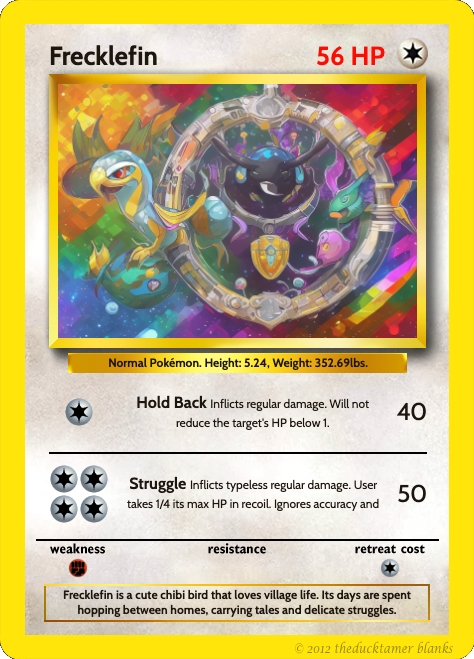 Frecklefin 56 HP
Normal Pokémon. Height: 5.24, Weight: 352.69lbs.
Hold Back Inflicts regular damage. Will not 40
reduce the target's HP below 1.
Struggle Inflicts typeless regular damage. User 50
takes 1/4 its max HP in recoil. Ignores accuracy and
weakness resistance retreat cost
Frecklefin is a cute chibi bird that loves village life. Its days are spent
hopping between homes, carrying tales and delicate struggles.
© 2012 theducktamer blanks